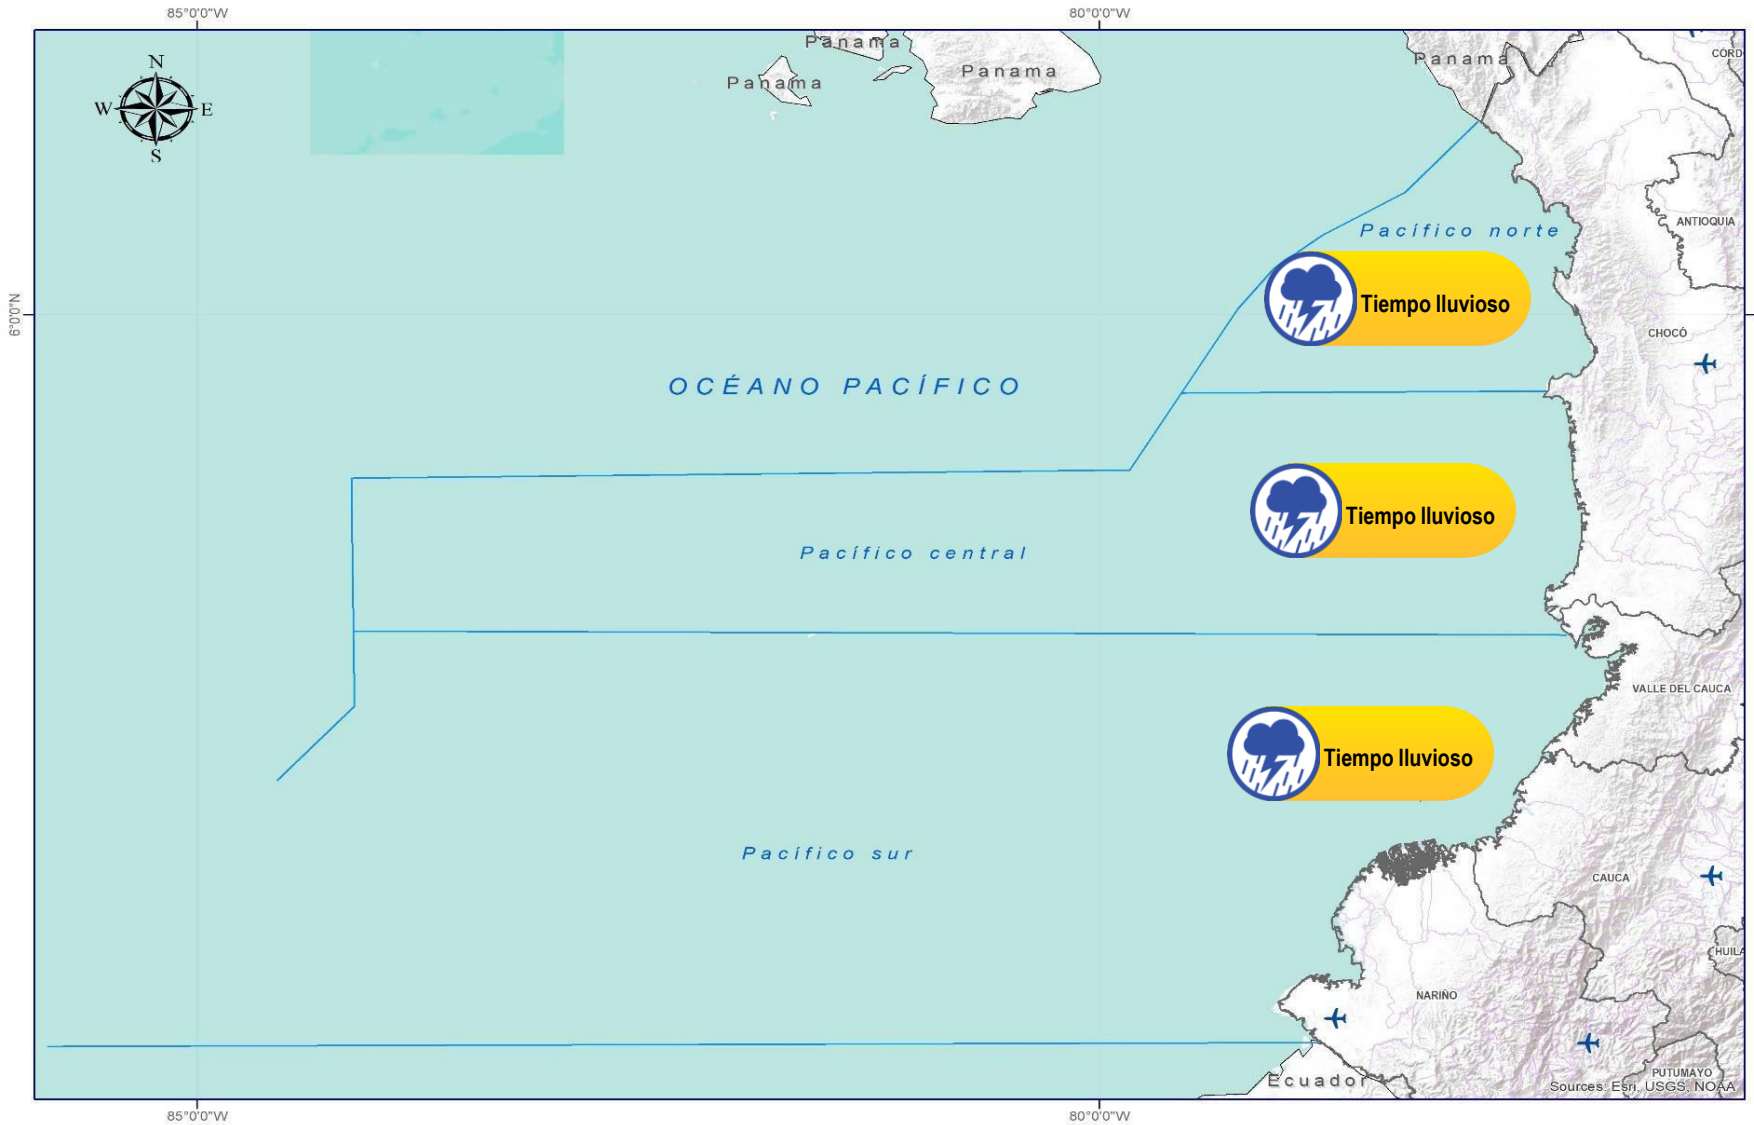 85°0'0"W
80°0'0"W
N
W
E
S
Panama
Panama
Panama
Panama
CÓRD
ANTIOQUIA
Pacífico norte
Tiempo lluvioso
6°0'0"N
CHOCÓ
OCÉANO PACÍFICO
Tiempo lluvioso
Pacífico central
VALLE DEL CAUCA
Tiempo lluvioso
Pacífico sur
CAUCA
HUILA
NARIÑO
PUTUMAYO
Ecuador
Sources: Esri, USGS, NOAA
85°0'0"W
80°0'0"W